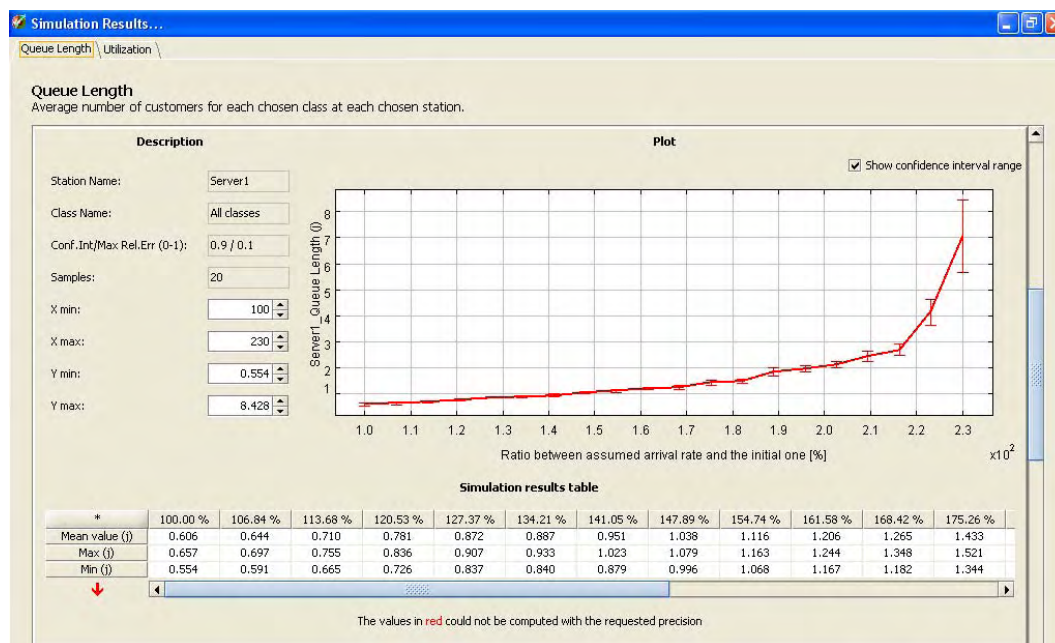 Simulation Results...
Queue Length Utilization
Queue Length
Average number of customers for each chosen class at each chosen station.
Description
Plot
Station Name: Server1
Class Name: All classes
Conf.Int/Max Rel.Err (0-1): 0.9 / 0.1
Samples: 20
X min: 100
X max: 230
Y min: 0.554
Y max: 8.428
Show confidence interval range
Server1_Queue Length (j)
8
7
6
5
4
3
2
1
1.0 1.1 1.2 1.3 1.4 1.5 1.6 1.7 1.8 1.9 2.0 2.1 2.2 2.3
Ratio between assumed arrival rate and the initial one [%] x10²
Simulation results table
* 100.00 % 106.84 % 113.68 % 120.53 % 127.37 % 134.21 % 141.05 % 147.89 % 154.74 % 161.58 % 168.42 % 175.26 %
Mean value (j) 0.606 0.644 0.710 0.781 0.872 0.887 0.951 1.038 1.116 1.206 1.265 1.433
Max (j) 0.657 0.697 0.755 0.836 0.907 0.933 1.023 1.079 1.163 1.244 1.348 1.521
Min (j) 0.554 0.591 0.665 0.726 0.837 0.840 0.879 0.996 1.068 1.167 1.182 1.344
The values in red could not be computed with the requested precision